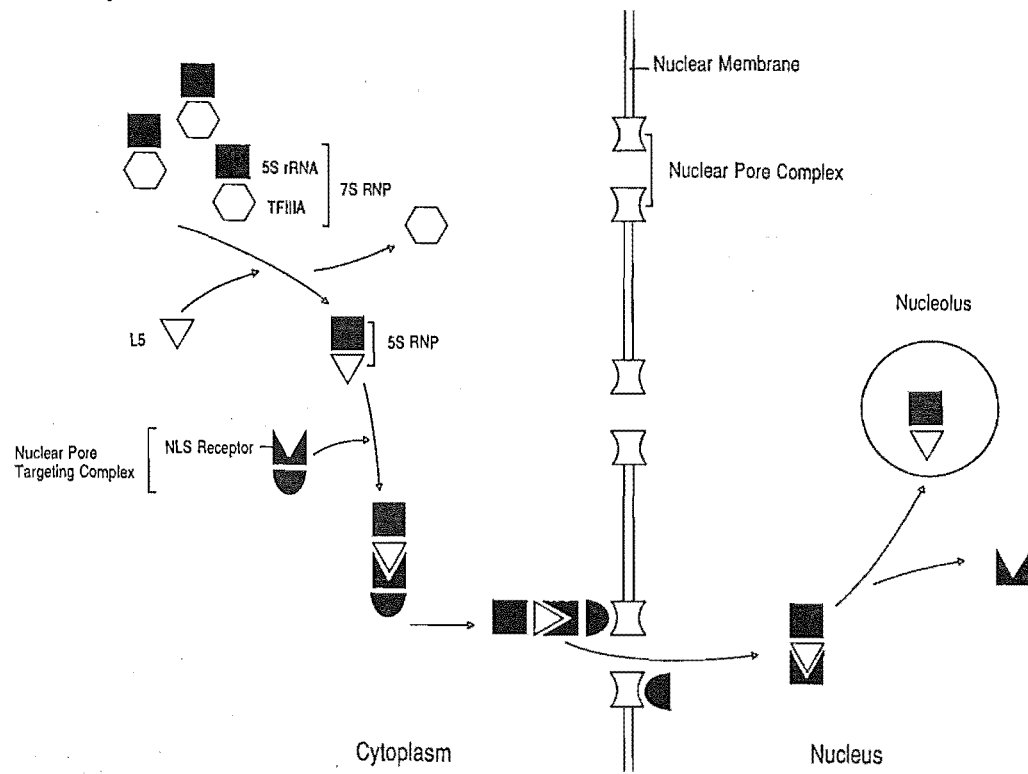 Nuclear Membrane
Nuclear Pore Complex
5S rRNA
TFIIIA
7S RNP
L5
5S RNP
Nucleolus
Nuclear Pore
Targeting Complex
NLS Receptor
Cytoplasm
Nucleus